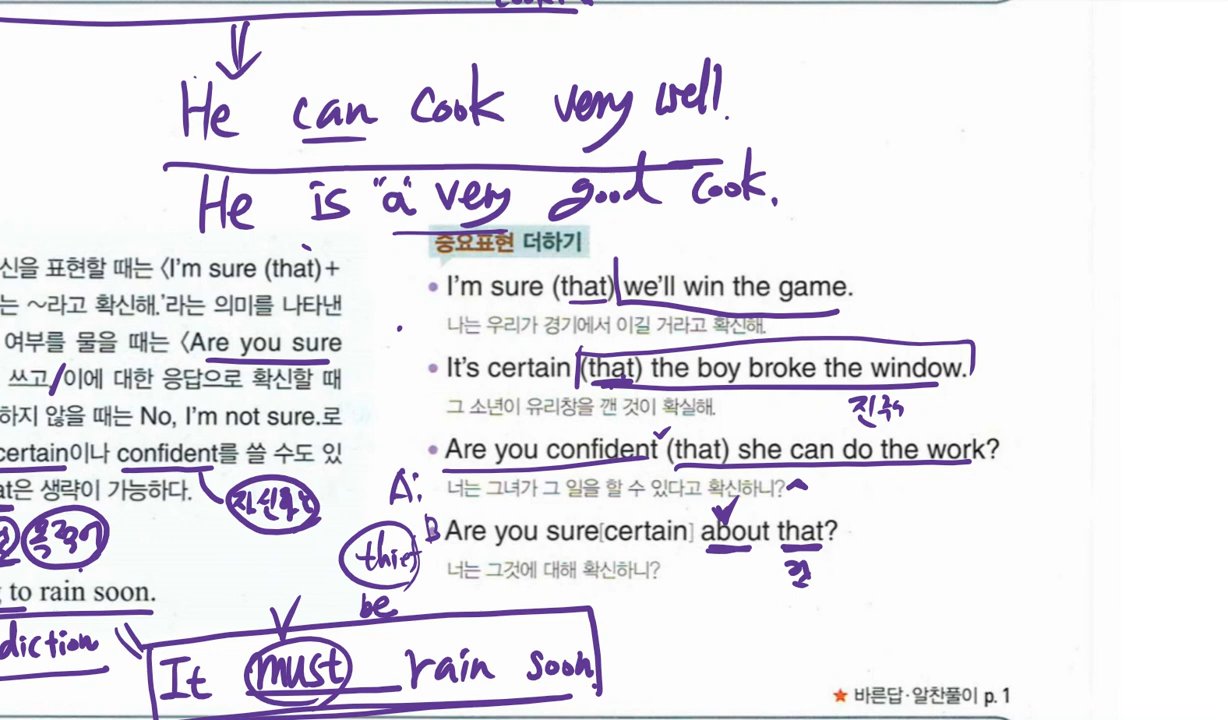 He can cook very well.
He is "a" very good cook.
신을 표현할 때는 〈I'm sure (that)+
는 ~라고 확신해.'라는 의미를 나타낸
여부를 물을 때는 〈Are you sure
쓰고, 이에 대한 응답으로 확신할 때
하지 않을 때는 No, I'm not sure.로
certain이나 confident를 쓸 수도 있
at은 생략이 가능하다.
목적어
to rain soon.
diction
중요표현 더하기
• I'm sure (that) we'll win the game.
나는 우리가 경기에서 이길 거라고 확신해.
• It's certain (that) the boy broke the window.
그 소년이 유리창을 깬 것이 확실해.
진주
• Are you confident (that) she can do the work?
너는 그녀가 그 일을 할 수 있다고 확신하니?
A:
B Are you sure[certain] about that?
너는 그것에 대해 확신하니?
thief
be
It must rain soon.
★ 바른답·알찬풀이 p. 1